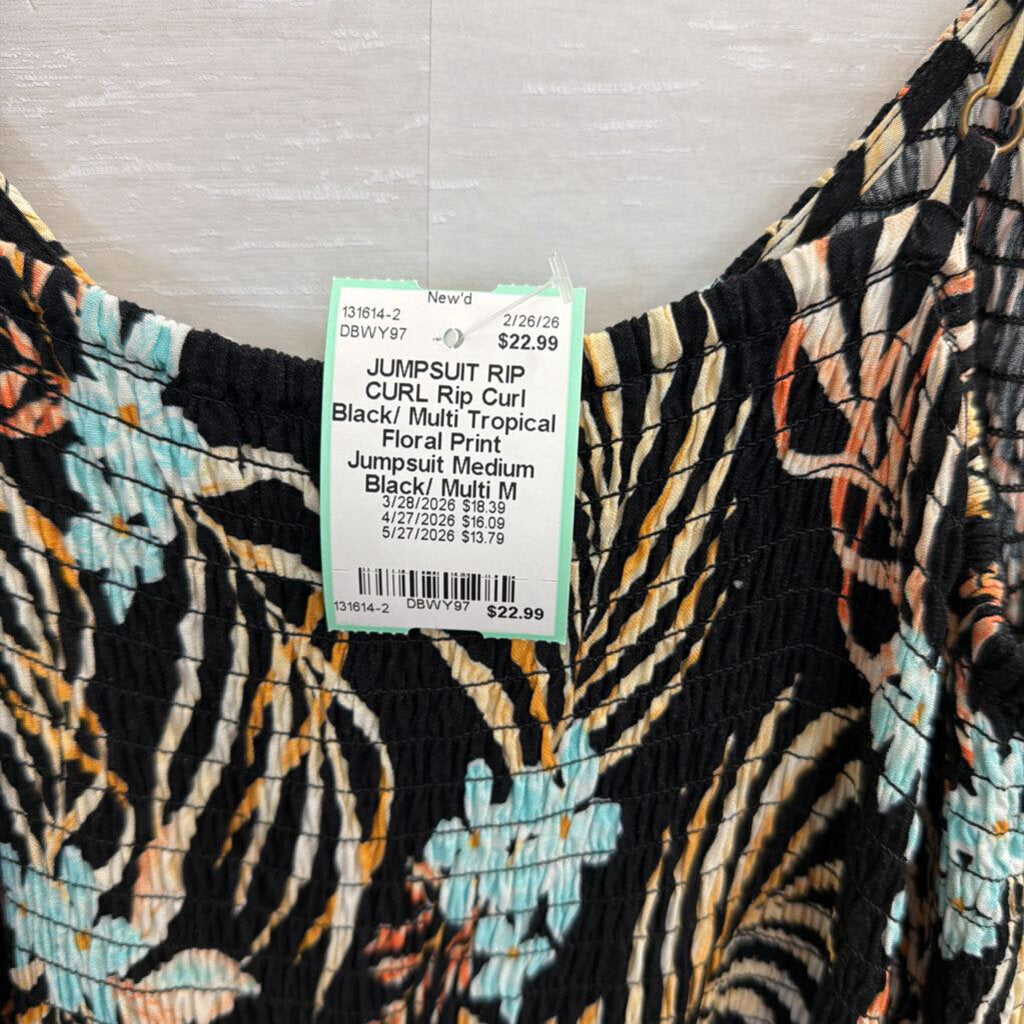 New'd
131614-2 2/26/26
DBWY97 $22.99
JUMPSUIT RIP
CURL Rip Curl
Black/ Multi Tropical
Floral Print
Jumpsuit Medium
Black/ Multi M
3/28/2026 $18.39
4/27/2026 $16.09
5/27/2026 $13.79
131614-2 DBWY97 $22.99